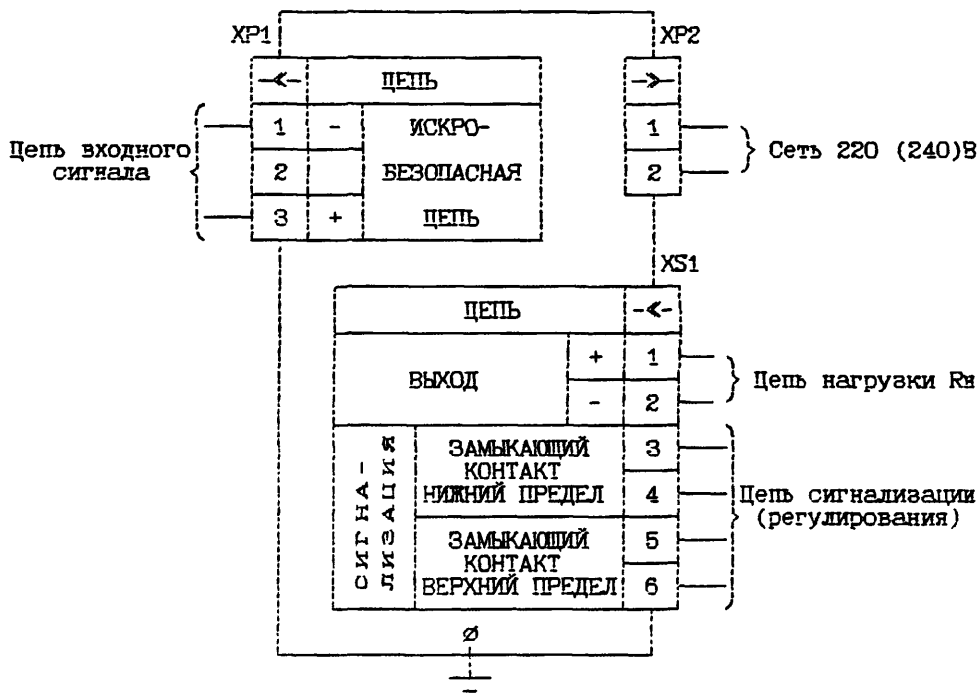 XP1
XP2
-<-
ЦЕПЬ
->-
Цепь входного
сигнала
1
-
ИСКРО-
2
БЕЗОПАСНАЯ
3
+
ЦЕПЬ
1
2
Сеть 220 (240)В
XS1
ЦЕПЬ
-<-
ВЫХОД
+
1
-
2
Цепь нагрузки Rн
СИГНА-
ЛИЗАЦИЯ
ЗАМЫКАЮЩИЙ
КОНТАКТ
НИЖНИЙ ПРЕДЕЛ
3
4
ЗАМЫКАЮЩИЙ
КОНТАКТ
ВЕРХНИЙ ПРЕДЕЛ
5
6
Цепь сигнализации
(регулирования)
ø